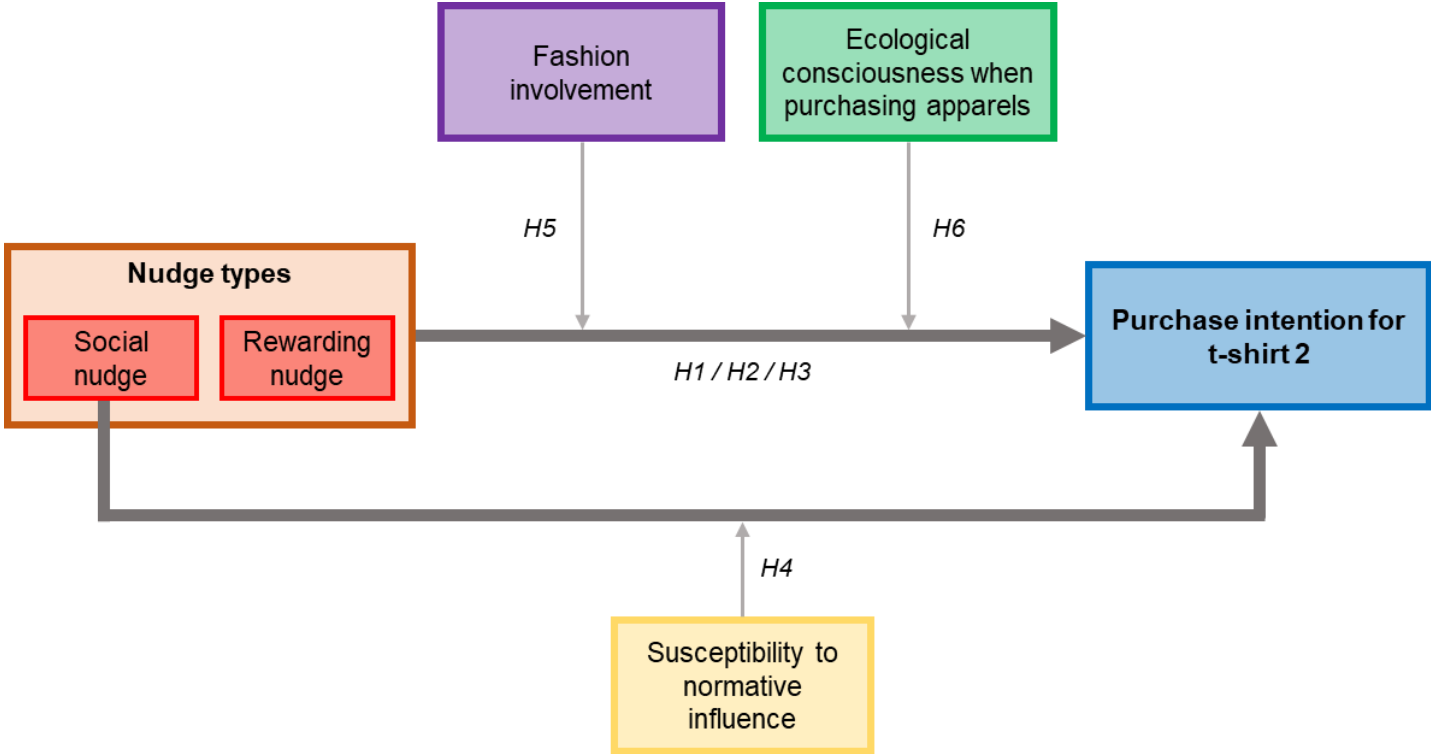 Fashion
involvement
Ecological
consciousness when
purchasing apparels
H5
H6
Nudge types
Social
nudge
Rewarding
nudge
H1 / H2 / H3
Purchase intention for
t-shirt 2
H4
Susceptibility to
normative
influence